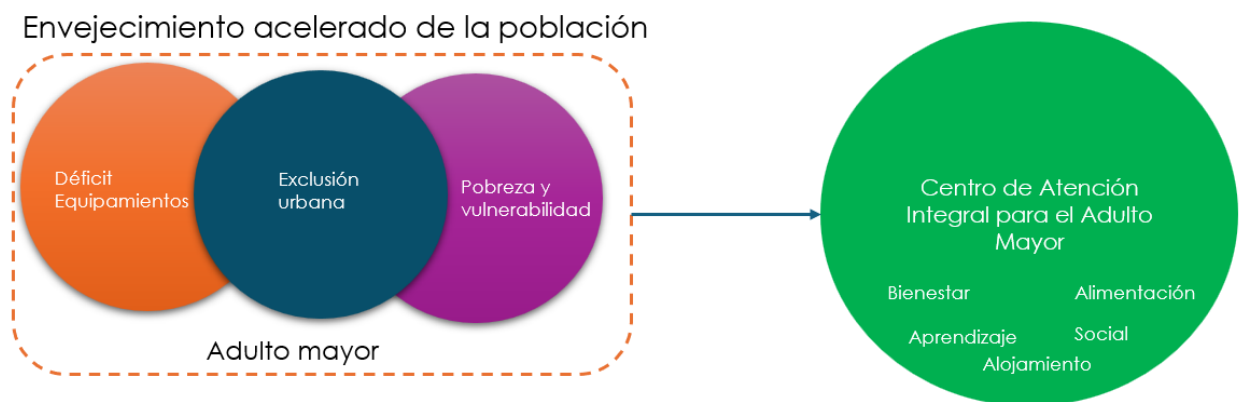 Envejecimiento acelerado de la población
Déficit
Equipamientos
Exclusión
urbana
Pobreza y
vulnerabilidad
Adulto mayor
Centro de Atención
Integral para el Adulto
Mayor
Bienestar
Alimentación
Aprendizaje
Social
Alojamiento